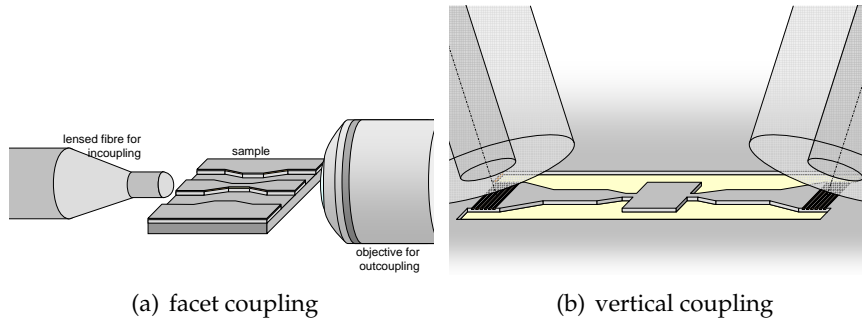 lensed fibre for
incoupling
sample
objective for
outcoupling
(a) facet coupling
(b) vertical coupling